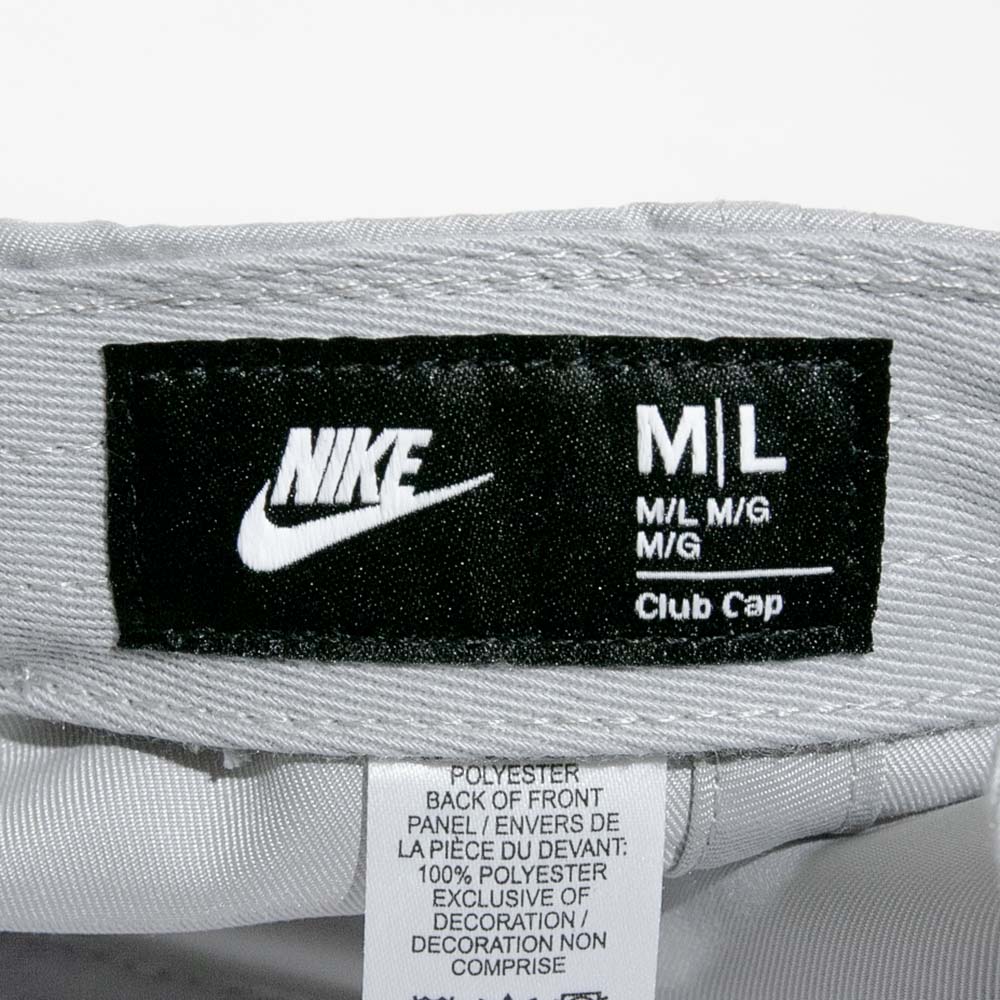 NIKE
M|L
M/L M/G
M/G
Club Cap
POLYESTER
BACK OF FRONT
PANEL / ENVERS DE
LA PIÈCE DU DEVANT:
100% POLYESTER
EXCLUSIVE OF
DECORATION /
DECORATION NON
COMPRISE